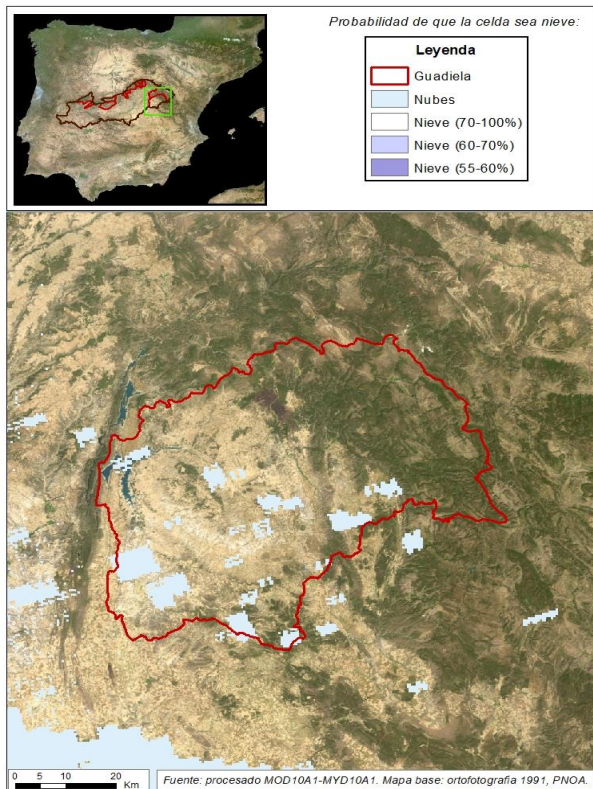 Probabilidad de que la celda sea nieve:
Leyenda
Guadiela
Nubes
Nieve (70-100%)
Nieve (60-70%)
Nieve (55-60%)
0 5 10 20
Km
Fuente: procesado MOD10A1-MYD10A1. Mapa base: ortofotografia 1991, PNOA.